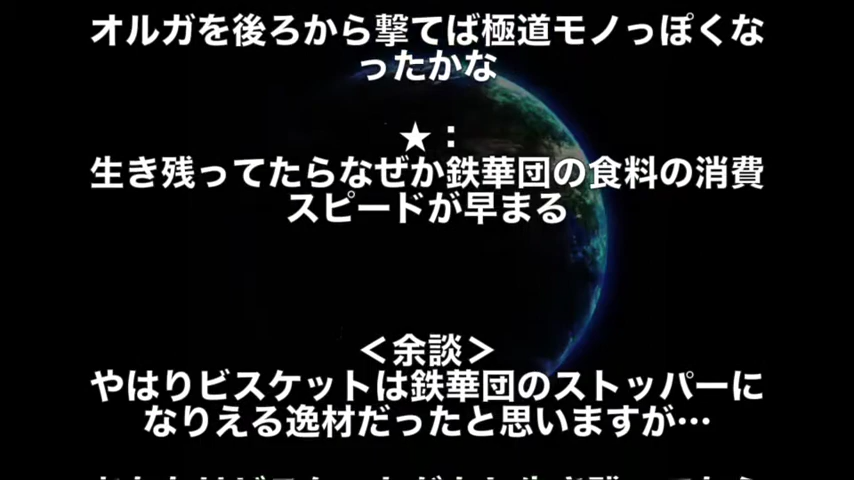 オルガを後ろから撃てば極道モノっぽくな
ったかな
★：
生き残ってたらなぜか鉄華団の食料の消費
スピードが早まる
＜余談＞
やはりビスケットは鉄華団のストッパーに
なりえる逸材だったと思いますが…